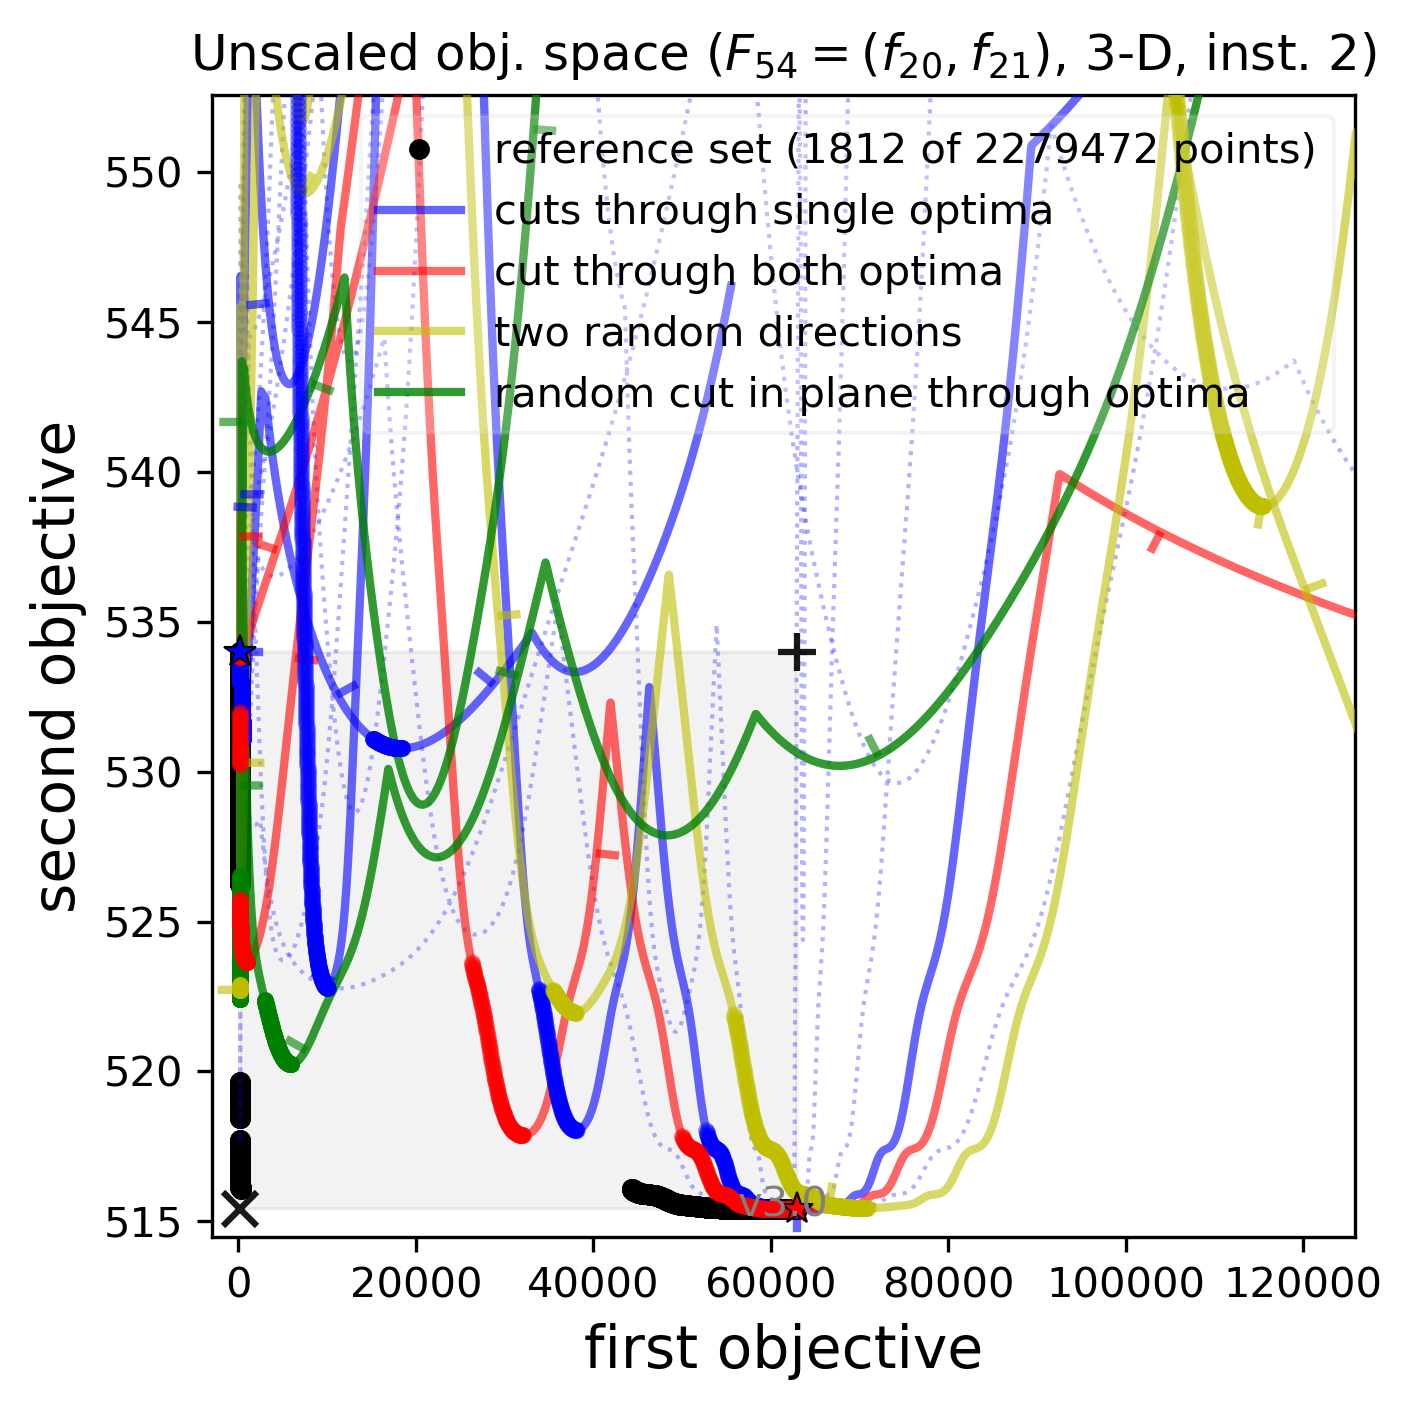 Unscaled obj. space (F54 = (f20, f21), 3-D, inst. 2)
reference set (1812 of 2279472 points)
cuts through single optima
cut through both optima
two random directions
random cut in plane through optima
second objective
550
545
540
535
530
525
520
515
v3.0
0 20000 40000 60000 80000 100000 120000
first objective